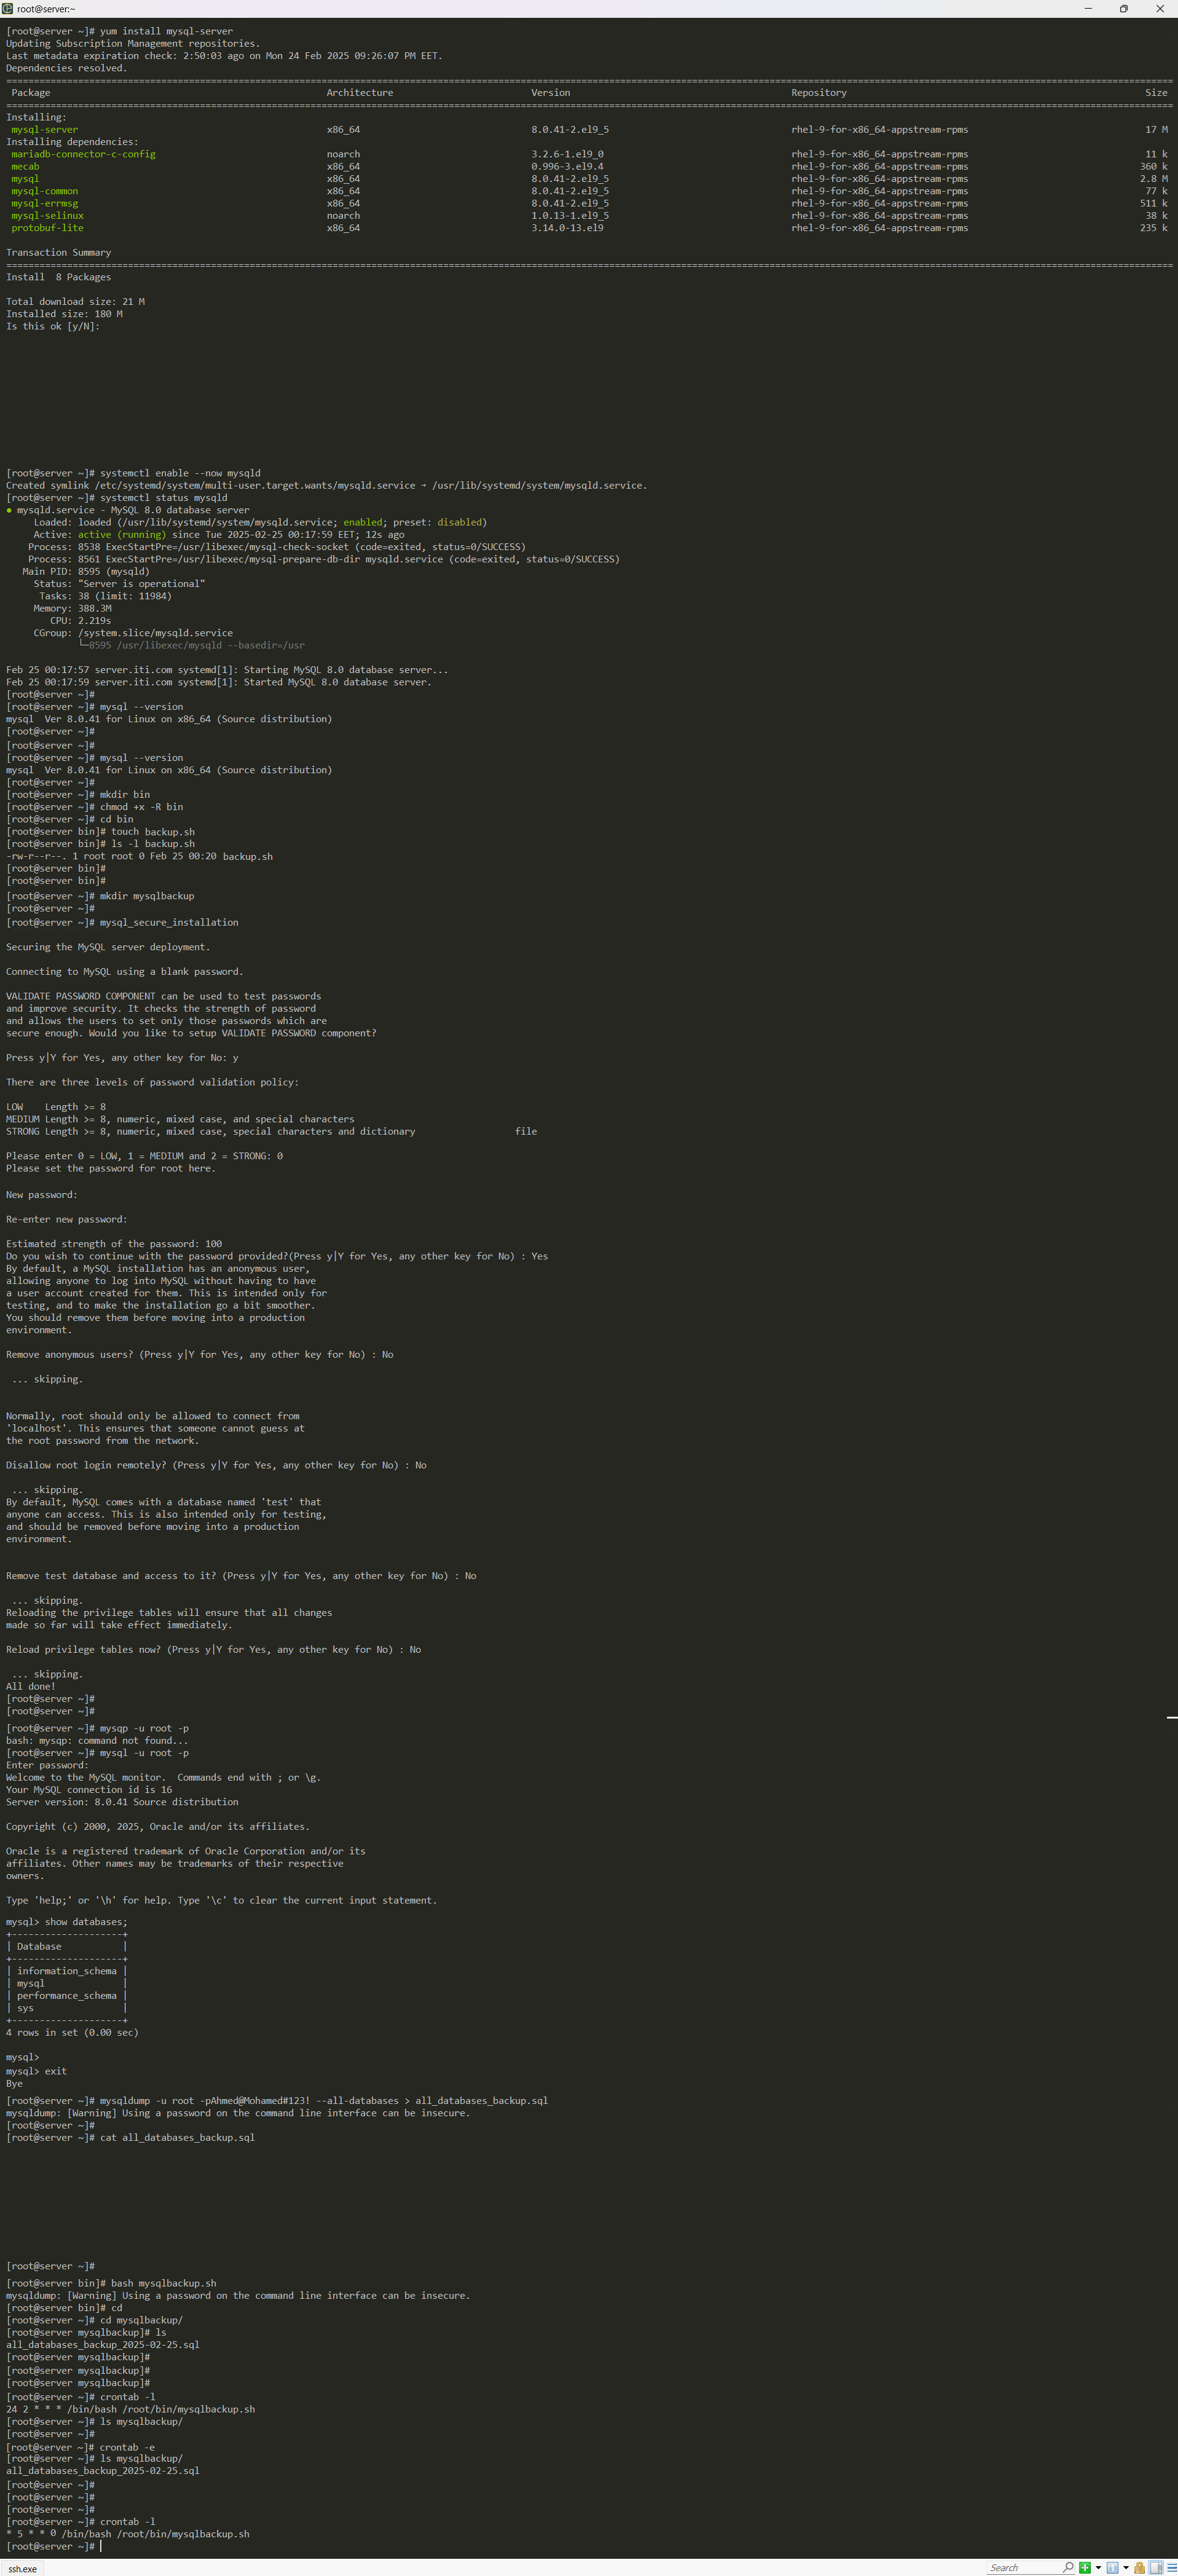 root@server:~
[root@server ~]# yum install mysql-server
Updating Subscription Management repositories.
Last metadata expiration check: 2:50:03 ago on Mon 24 Feb 2025 09:26:07 PM EET.
Dependencies resolved.
================================================================================
Package Architecture Version Repository Size
================================================================================
Installing:
mysql-server x86_64 8.0.41-2.el9_5 rhel-9-for-x86_64-appstream-rpms 17 M
Installing dependencies:
mariadb-connector-c-config noarch 3.2.6-1.el9_0 rhel-9-for-x86_64-appstream-rpms 11 k
mecab x86_64 0.996-3.el9.4 rhel-9-for-x86_64-appstream-rpms 360 k
mysql x86_64 8.0.41-2.el9_5 rhel-9-for-x86_64-appstream-rpms 2.8 M
mysql-common x86_64 8.0.41-2.el9_5 rhel-9-for-x86_64-appstream-rpms 77 k
mysql-errmsg x86_64 8.0.41-2.el9_5 rhel-9-for-x86_64-appstream-rpms 511 k
mysql-selinux noarch 1.0.13-1.el9_5 rhel-9-for-x86_64-appstream-rpms 38 k
protobuf-lite x86_64 3.14.0-13.el9 rhel-9-for-x86_64-appstream-rpms 235 k
Transaction Summary
================================================================================
Install  8 Packages
Total download size: 21 M
Installed size: 180 M
Is this ok [y/N]:
[root@server ~]# systemctl enable --now mysqld
Created symlink /etc/systemd/system/multi-user.target.wants/mysqld.service → /usr/lib/systemd/system/mysqld.service.
[root@server ~]# systemctl status mysqld
● mysqld.service - MySQL 8.0 database server
Loaded: loaded (/usr/lib/systemd/system/mysqld.service; enabled; preset: disabled)
Active: active (running) since Tue 2025-02-25 00:17:59 EET; 12s ago
Process: 8538 ExecStartPre=/usr/libexec/mysql-check-socket (code=exited, status=0/SUCCESS)
Process: 8561 ExecStartPre=/usr/libexec/mysql-prepare-db-dir mysqld.service (code=exited, status=0/SUCCESS)
Main PID: 8595 (mysqld)
Status: "Server is operational"
Tasks: 38 (limit: 11984)
Memory: 388.3M
CPU: 2.219s
CGroup: /system.slice/mysqld.service
└─8595 /usr/libexec/mysqld --basedir=/usr
Feb 25 00:17:57 server.iti.com systemd[1]: Starting MySQL 8.0 database server...
Feb 25 00:17:59 server.iti.com systemd[1]: Started MySQL 8.0 database server.
[root@server ~]#
[root@server ~]# mysql --version
mysql  Ver 8.0.41 for Linux on x86_64 (Source distribution)
[root@server ~]#
[root@server ~]#
[root@server ~]# mysql --version
mysql  Ver 8.0.41 for Linux on x86_64 (Source distribution)
[root@server ~]#
[root@server ~]# mkdir bin
[root@server ~]# chmod +x -R bin
[root@server ~]# cd bin
[root@server bin]# touch backup.sh
[root@server bin]# ls -l backup.sh
-rw-r--r--. 1 root root 0 Feb 25 00:20 backup.sh
[root@server bin]#
[root@server bin]#
[root@server ~]# mkdir mysqlbackup
[root@server ~]#
[root@server ~]# mysql_secure_installation
Securing the MySQL server deployment.
Connecting to MySQL using a blank password.
VALIDATE PASSWORD COMPONENT can be used to test passwords
and improve security. It checks the strength of password
and allows the users to set only those passwords which are
secure enough. Would you like to setup VALIDATE PASSWORD component?
Press y|Y for Yes, any other key for No: y
There are three levels of password validation policy:
LOW    Length >= 8
MEDIUM Length >= 8, numeric, mixed case, and special characters
STRONG Length >= 8, numeric, mixed case, special characters and dictionary                  file
Please enter 0 = LOW, 1 = MEDIUM and 2 = STRONG: 0
Please set the password for root here.
New password:
Re-enter new password:
Estimated strength of the password: 100
Do you wish to continue with the password provided?(Press y|Y for Yes, any other key for No) : Yes
By default, a MySQL installation has an anonymous user,
allowing anyone to log into MySQL without having to have
a user account created for them. This is intended only for
testing, and to make the installation go a bit smoother.
You should remove them before moving into a production
environment.
Remove anonymous users? (Press y|Y for Yes, any other key for No) : No
... skipping.
Normally, root should only be allowed to connect from
'localhost'. This ensures that someone cannot guess at
the root password from the network.
Disallow root login remotely? (Press y|Y for Yes, any other key for No) : No
... skipping.
By default, MySQL comes with a database named 'test' that
anyone can access. This is also intended only for testing,
and should be removed before moving into a production
environment.
Remove test database and access to it? (Press y|Y for Yes, any other key for No) : No
... skipping.
Reloading the privilege tables will ensure that all changes
made so far will take effect immediately.
Reload privilege tables now? (Press y|Y for Yes, any other key for No) : No
... skipping.
All done!
[root@server ~]#
[root@server ~]#
[root@server ~]# mysqp -u root -p
bash: mysqp: command not found...
[root@server ~]# mysql -u root -p
Enter password:
Welcome to the MySQL monitor.  Commands end with ; or \g.
Your MySQL connection id is 16
Server version: 8.0.41 Source distribution
Copyright (c) 2000, 2025, Oracle and/or its affiliates.
Oracle is a registered trademark of Oracle Corporation and/or its
affiliates. Other names may be trademarks of their respective
owners.
Type 'help;' or '\h' for help. Type '\c' to clear the current input statement.
mysql> show databases;
+--------------------+
| Database           |
+--------------------+
| information_schema |
| mysql              |
| performance_schema |
| sys                |
+--------------------+
4 rows in set (0.00 sec)
mysql>
mysql> exit
Bye
[root@server ~]# mysqldump -u root -pAhmed@Mohamed#123! --all-databases > all_databases_backup.sql
mysqldump: [Warning] Using a password on the command line interface can be insecure.
[root@server ~]#
[root@server ~]# cat all_databases_backup.sql
[root@server ~]#
[root@server bin]# bash mysqlbackup.sh
mysqldump: [Warning] Using a password on the command line interface can be insecure.
[root@server bin]# cd
[root@server ~]# cd mysqlbackup/
[root@server mysqlbackup]# ls
all_databases_backup_2025-02-25.sql
[root@server mysqlbackup]#
[root@server mysqlbackup]#
[root@server mysqlbackup]#
[root@server ~]# crontab -l
24 2 * * * /bin/bash /root/bin/mysqlbackup.sh
[root@server ~]# ls mysqlbackup/
[root@server ~]#
[root@server ~]# crontab -e
[root@server ~]# ls mysqlbackup/
all_databases_backup_2025-02-25.sql
[root@server ~]#
[root@server ~]#
[root@server ~]#
[root@server ~]# crontab -l
* 5 * * 0 /bin/bash /root/bin/mysqlbackup.sh
[root@server ~]#
ssh.exe
Search